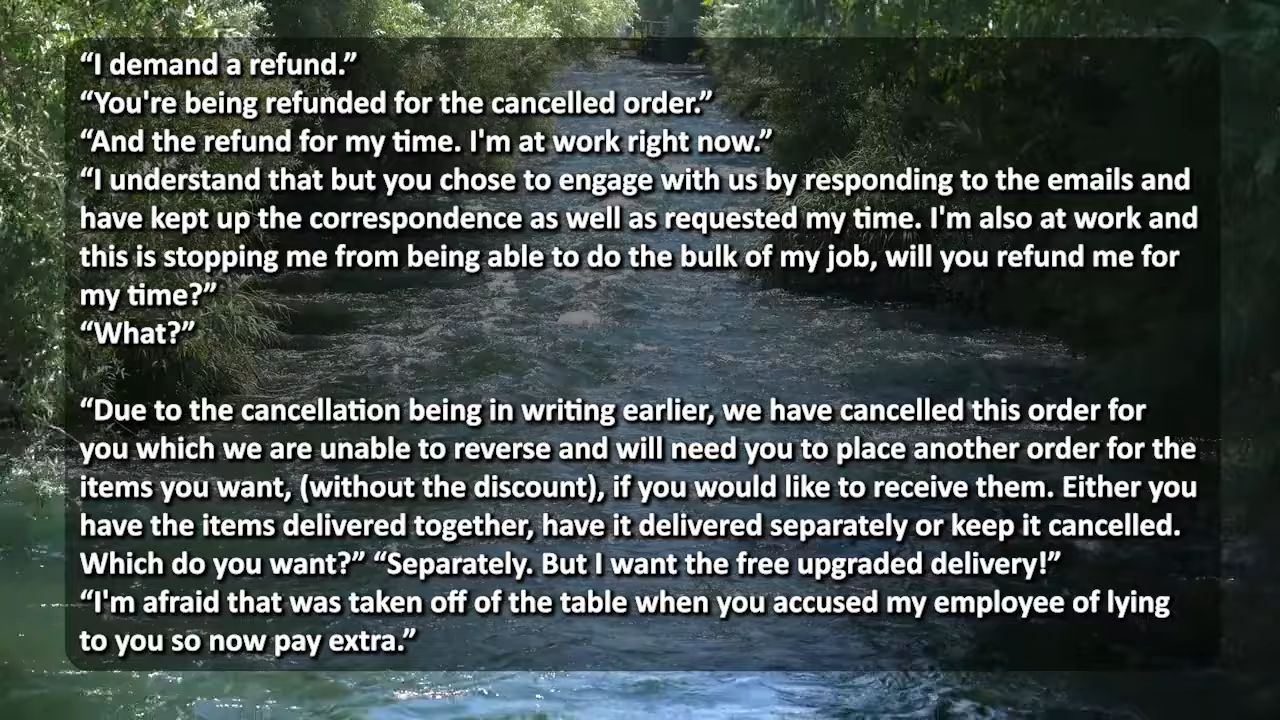 “I demand a refund.”
“You're being refunded for the cancelled order.”
“And the refund for my time. I'm at work right now.”
“I understand that but you chose to engage with us by responding to the emails and
have kept up the correspondence as well as requested my time. I'm also at work and
this is stopping me from being able to do the bulk of my job, will you refund me for
my time?”
“What?”
“Due to the cancellation being in writing earlier, we have cancelled this order for
you which we are unable to reverse and will need you to place another order for the
items you want, (without the discount), if you would like to receive them. Either you
have the items delivered together, have it delivered separately or keep it cancelled.
Which do you want?” “Separately. But I want the free upgraded delivery!”
“I'm afraid that was taken off of the table when you accused my employee of lying
to you so now pay extra.”